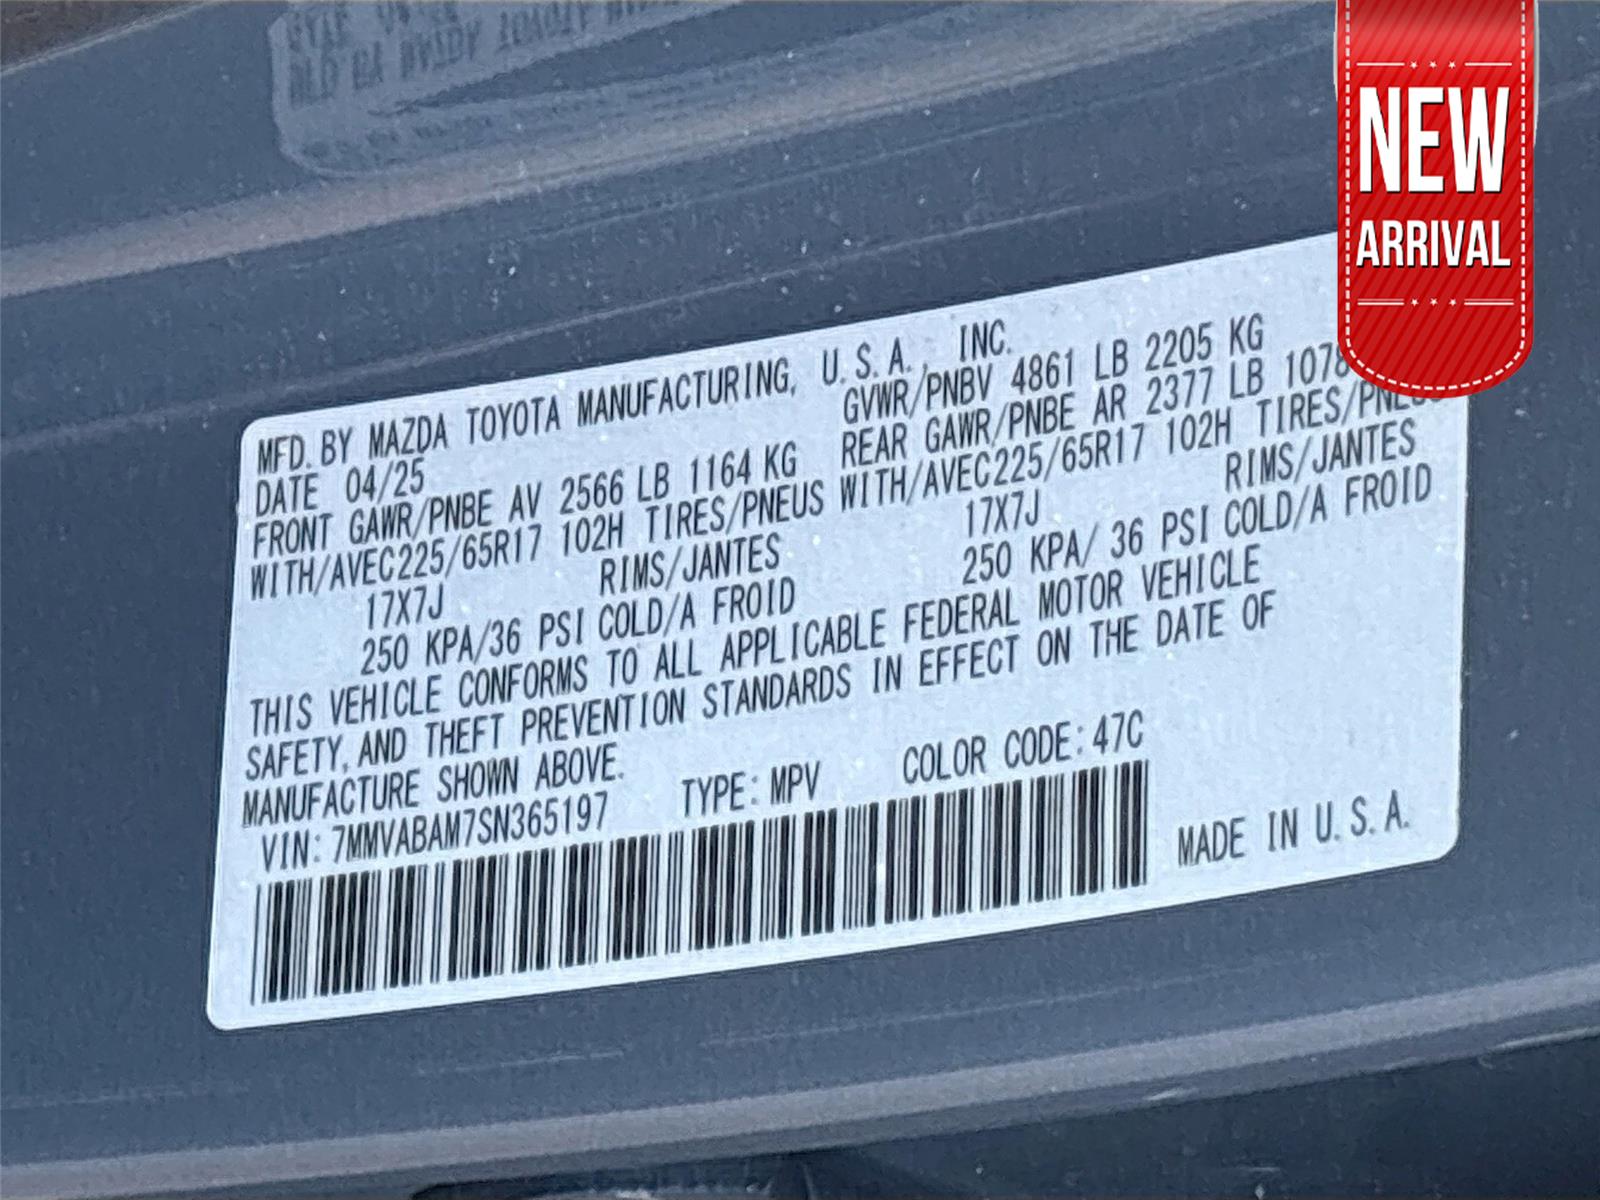 NEW
ARRIVAL
MFD. BY MAZDA TOYOTA MANUFACTURING, U.S.A., INC.
DATE 04/25 GVWR/PNBV 4861 LB 2205 KG
FRONT GAWR/PNBE AV 2566 LB 1164 KG REAR GAWR/PNBE AR 2377 LB
WITH/AVEC225/65R17 102H TIRES/PNEUS WITH/AVEC225/65R17 102H TIRES/PNEUS
17X7J RIMS/JANTES 17X7J RIMS/JANTES
250 KPA/36 PSI COLD/A FROID 250 KPA/ 36 PSI COLD/A FROID
THIS VEHICLE CONFORMS TO ALL APPLICABLE FEDERAL MOTOR VEHICLE
SAFETY, AND THEFT PREVENTION STANDARDS IN EFFECT ON THE DATE OF
MANUFACTURE SHOWN ABOVE.
VIN: 7MMVABAM7SN365197 TYPE: MPV COLOR CODE: 47C
MADE IN U.S.A.